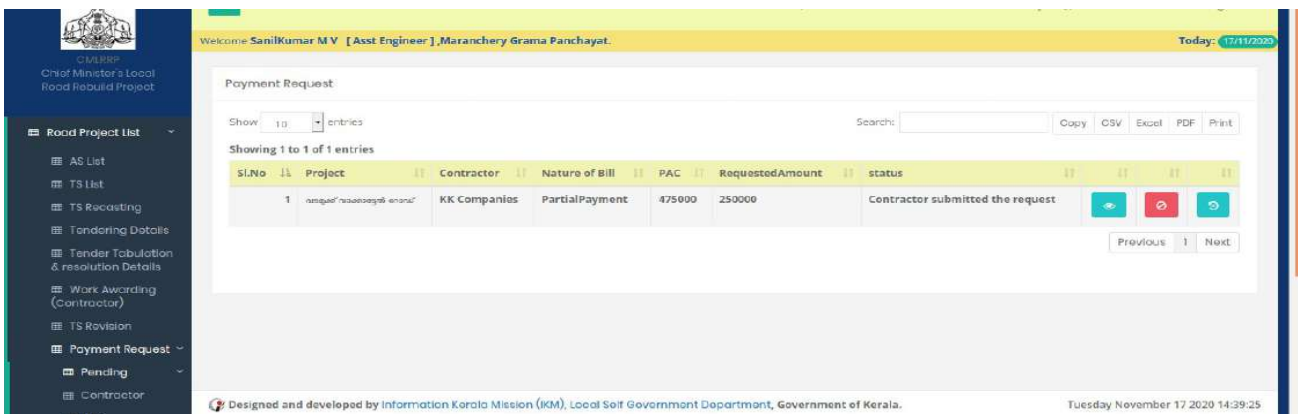 Welcome SanilKumar M V [ Asst Engineer ] ,Maranchery Grama Panchayat.
Today: 17/11/2020
CMLRRP
Chief Minister's Local
Road Rebuild Project
Payment Request
Show 10 entries
Search:
Copy CSV Excel PDF Print
Road Project List
Showing 1 to 1 of 1 entries
AS List
Sl.No Project Contractor Nature of Bill PAC RequestedAmount status
TS List
1 KK Companies PartialPayment 475000 250000 Contractor submitted the request
TS Recasting
Tendering Details
Previous 1 Next
Tender Tabulation
& resolution Details
Work Awarding
(Contractor)
TS Revision
Payment Request
Pending
Contractor
Designed and developed by Information Kerala Mission (IKM), Local Self Government Department, Government of Kerala.
Tuesday November 17 2020 14:39:25